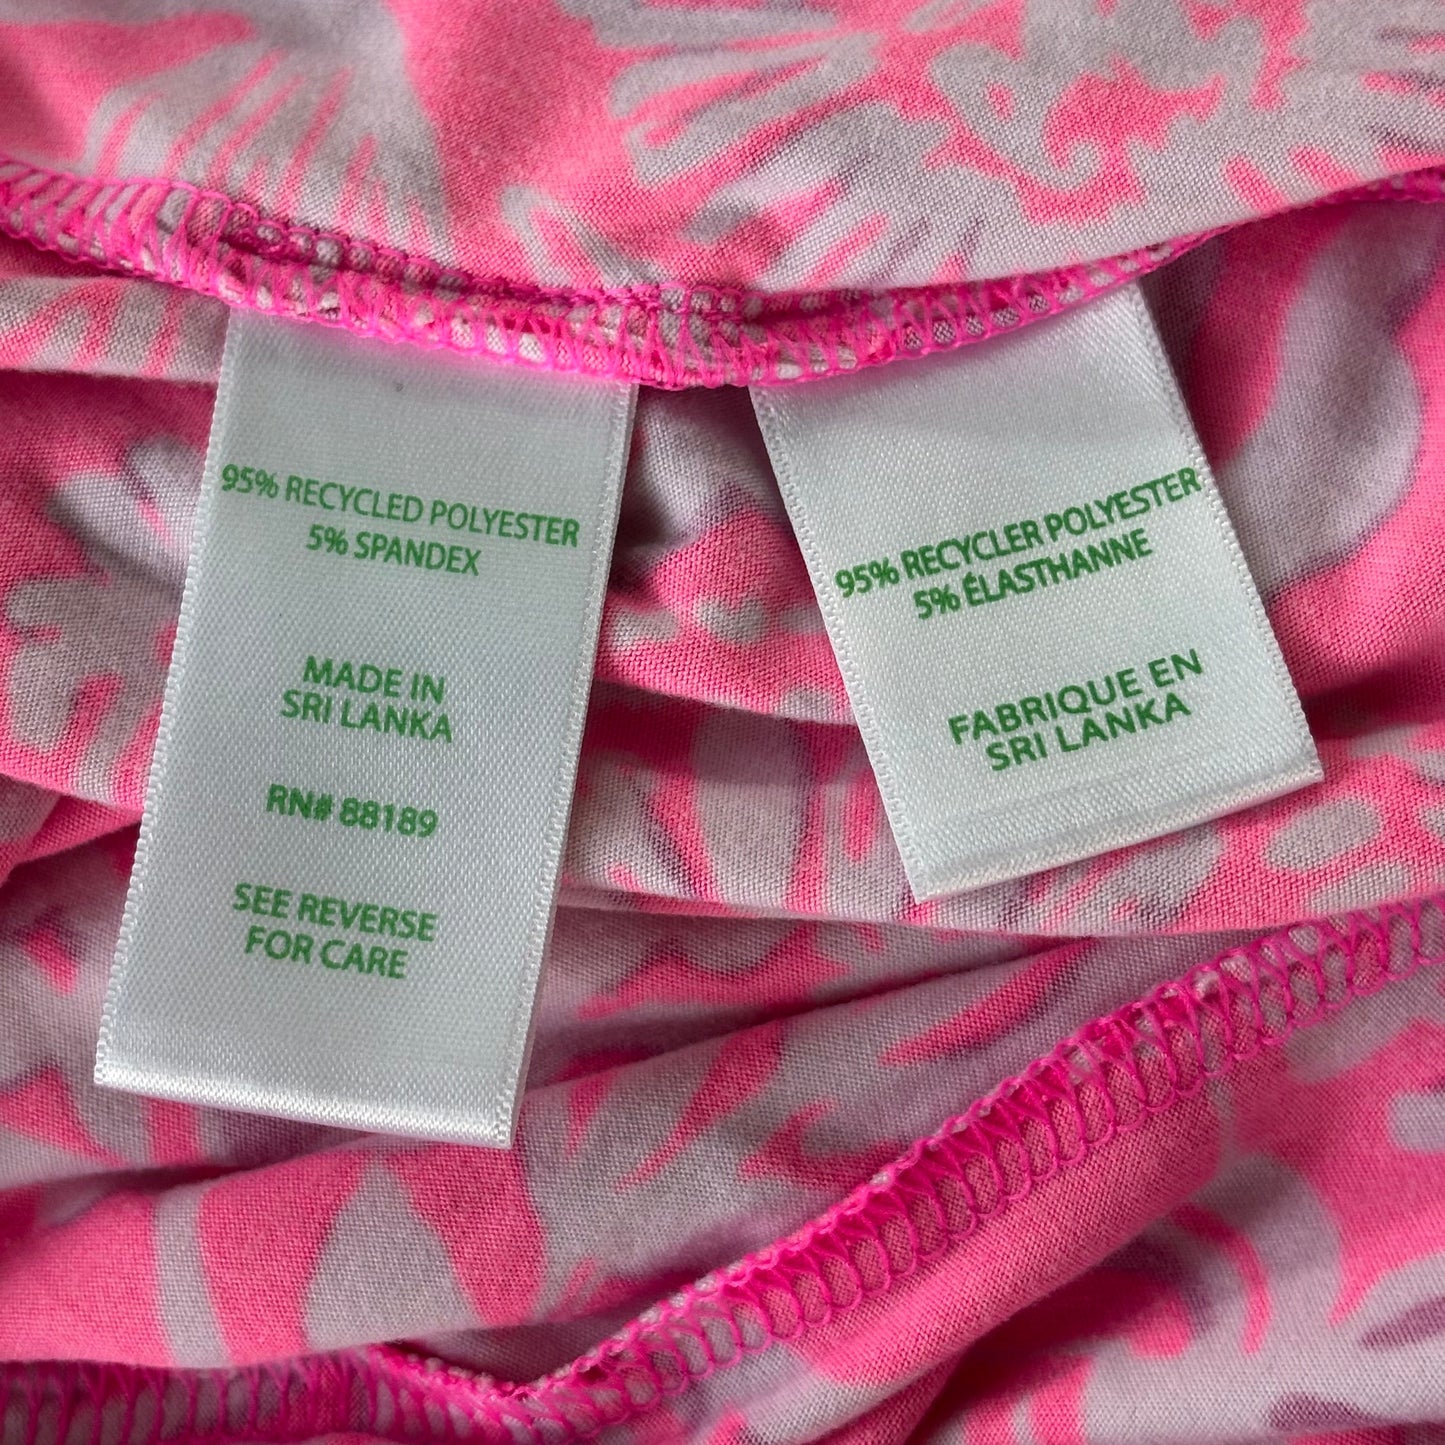 95% RECYCLED POLYESTER
5% SPANDEX
MADE IN
SRI LANKA
RN# 88189
SEE REVERSE
FOR CARE
95% RECYCLER POLYESTER
5% ÉLASTHANNE
FABRIQUE EN
SRI LANKA